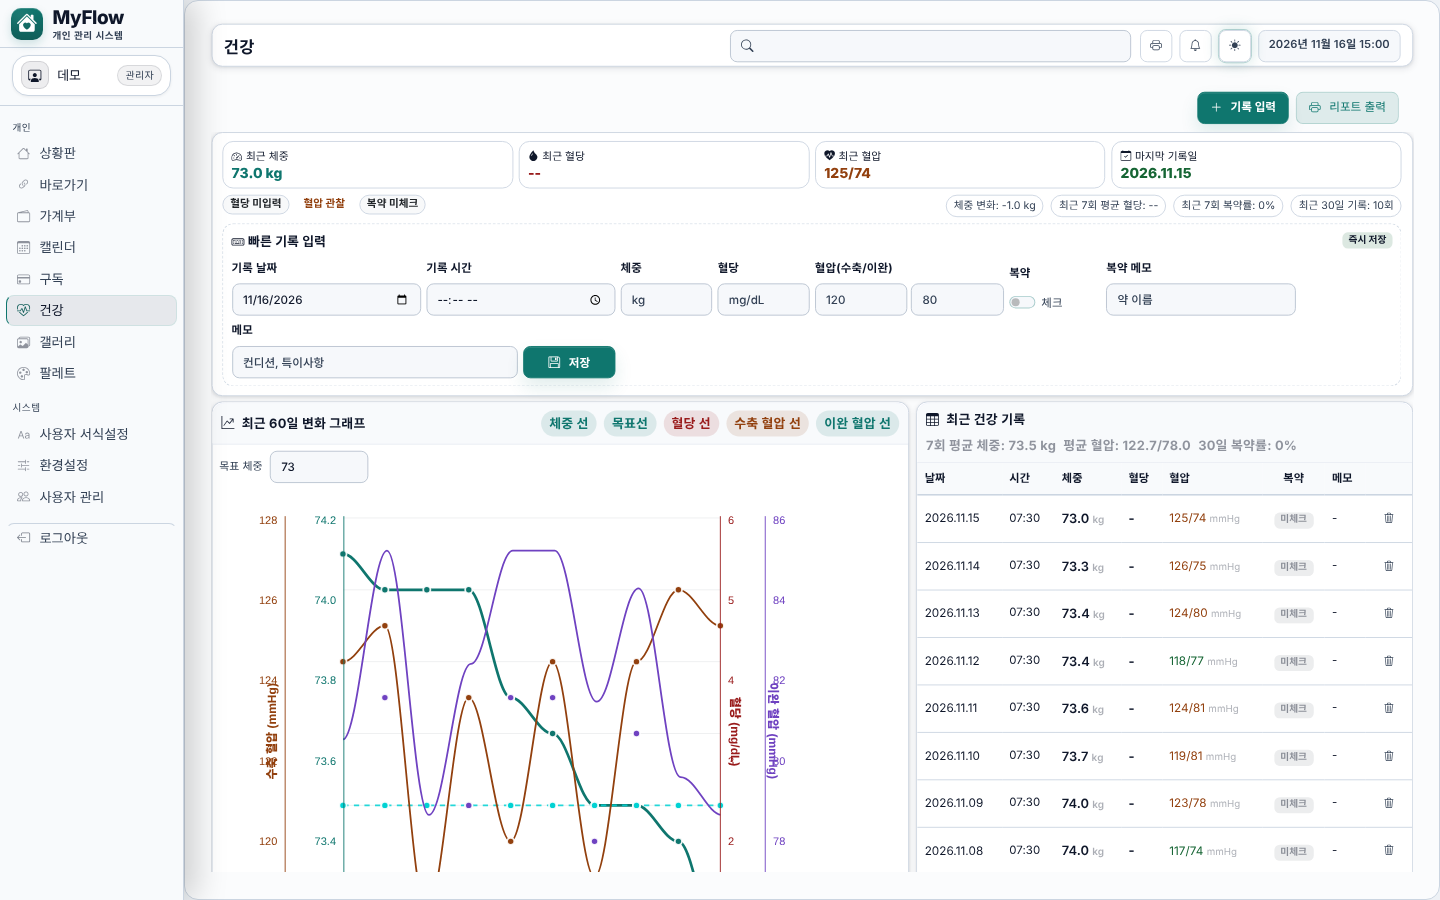 MyFlow
개인 관리 시스템
데모
관리자
개인
상황판
바로가기
가계부
캘린더
구독
건강
갤러리
팔레트
시스템
Aa 사용자 서식설정
환경설정
사용자 관리
로그아웃
건강
2026년 11월 16일 15:00
기록 입력
리포트 출력
최근 체중
73.0 kg
최근 혈당
--
최근 혈압
125/74
마지막 기록일
2026.11.15
혈당 미입력 혈압 관찰 복약 미체크
체중 변화: -1.0 kg 최근 7회 평균 혈당: -- 최근 7회 복약률: 0% 최근 30일 기록: 10회
빠른 기록 입력
즉시 저장
기록 날짜 기록 시간 체중 혈당 혈압(수축/이완) 복약 복약 메모
11/16/2026 --:-- -- kg mg/dL 120 80 체크 약 이름
메모
컨디션, 특이사항
저장
최근 60일 변화 그래프
체중 선 목표선 혈당 선 수축 혈압 선 이완 혈압 선
목표 체중 73
128 74.2 6 86
126 74.0 5 84
124 73.8 4 82
73.6 80
120 73.4 2 78
수축 혈압 (mmHg)
혈당 (mg/dL)
이완 혈압 (mmHg)
최근 건강 기록
7회 평균 체중: 73.5 kg 평균 혈압: 122.7/78.0 30일 복약률: 0%
날짜 시간 체중 혈당 혈압 복약 메모
2026.11.15 07:30 73.0 kg - 125/74 mmHg 미체크 -
2026.11.14 07:30 73.3 kg - 126/75 mmHg 미체크 -
2026.11.13 07:30 73.4 kg - 124/80 mmHg 미체크 -
2026.11.12 07:30 73.4 kg - 118/77 mmHg 미체크 -
2026.11.11 07:30 73.6 kg - 124/81 mmHg 미체크 -
2026.11.10 07:30 73.7 kg - 119/81 mmHg 미체크 -
2026.11.09 07:30 74.0 kg - 123/78 mmHg 미체크 -
2026.11.08 07:30 74.0 kg - 117/74 mmHg 미체크 -